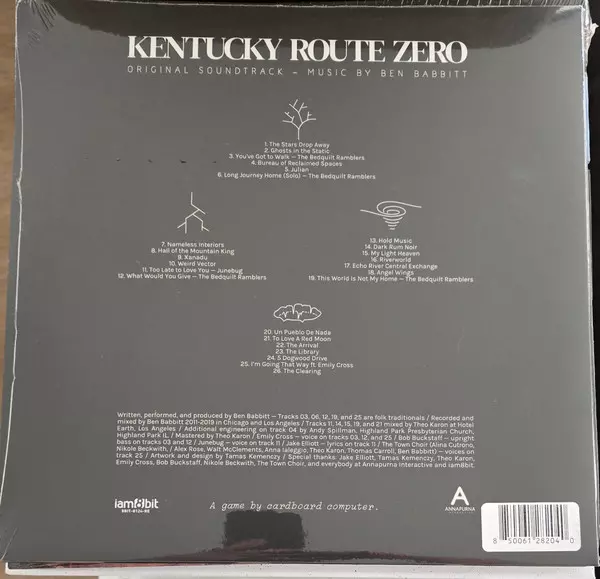 KENTUCKY ROUTE ZERO
ORIGINAL SOUNDTRACK – MUSIC BY BEN BABBITT
1. The Stars Drop Away
2. Ghosts in the Static
3. You've Got to Walk – The Bedquilt Ramblers
4. Bureau of Reclaimed Spaces
5. Julian
6. Long Journey Home (Solo) – The Bedquilt Ramblers
7. Nameless Interiors
8. Hall of the Mountain King
9. Xanadu
10. Weird Vector
11. Too Late to Love You – Junebug
12. What Would You Give – The Bedquilt Ramblers
13. Hold Music
14. Dark Rum Noir
15. My Light Heaven
16. Riverworld
17. Echo River Central Exchange
18. Angel Wings
19. This World Is Not My Home – The Bedquilt Ramblers
20. Un Pueblo De Nada
21. To Love A Red Moon
22. The Arrival
23. The Library
24. 5 Dogwood Drive
25. I'm Going That Way ft. Emily Cross
26. The Clearing
Written, performed, and produced by Ben Babbitt – Tracks 03, 06, 12, 19, and 25 are folk traditionals / Recorded and
mixed by Ben Babbitt 2011-2019 in Chicago and Los Angeles / Tracks 11, 14, 15, 19, and 21 mixed by Theo Karon at Hotel
Earth, Los Angeles / Additional engineering on track 04 by Andy Spillman, Highland Park Presbyterian Church,
Highland Park IL / Mastered by Theo Karon / Emily Cross – voice on tracks 03, 12, and 25 / Bob Buckstaff – upright
bass on tracks 03 and 12 / Junebug – voice on track 11 / Jake Elliott – lyrics on track 11 / The Town Choir (Alina Cutrono,
Nikole Beckwith, / Alex Rose, Walt McClements, Anna Ialeggio, Theo Karon, Thomas Carroll, Ben Babbitt) – voices on
track 25 / Artwork and design by Tamas Kemenczy / Special thanks: Jake Elliott, Tamas Kemenczy, Theo Karon,
Emily Cross, Bob Buckstaff, Nikole Beckwith, The Town Choir, and everybody at Annapurna Interactive and iam8bit.
iam8bit
8BIT-8124-RE
A game by cardboard computer.
A
ANNAPURNA
INTERACTIVE
8 50061 28204 0